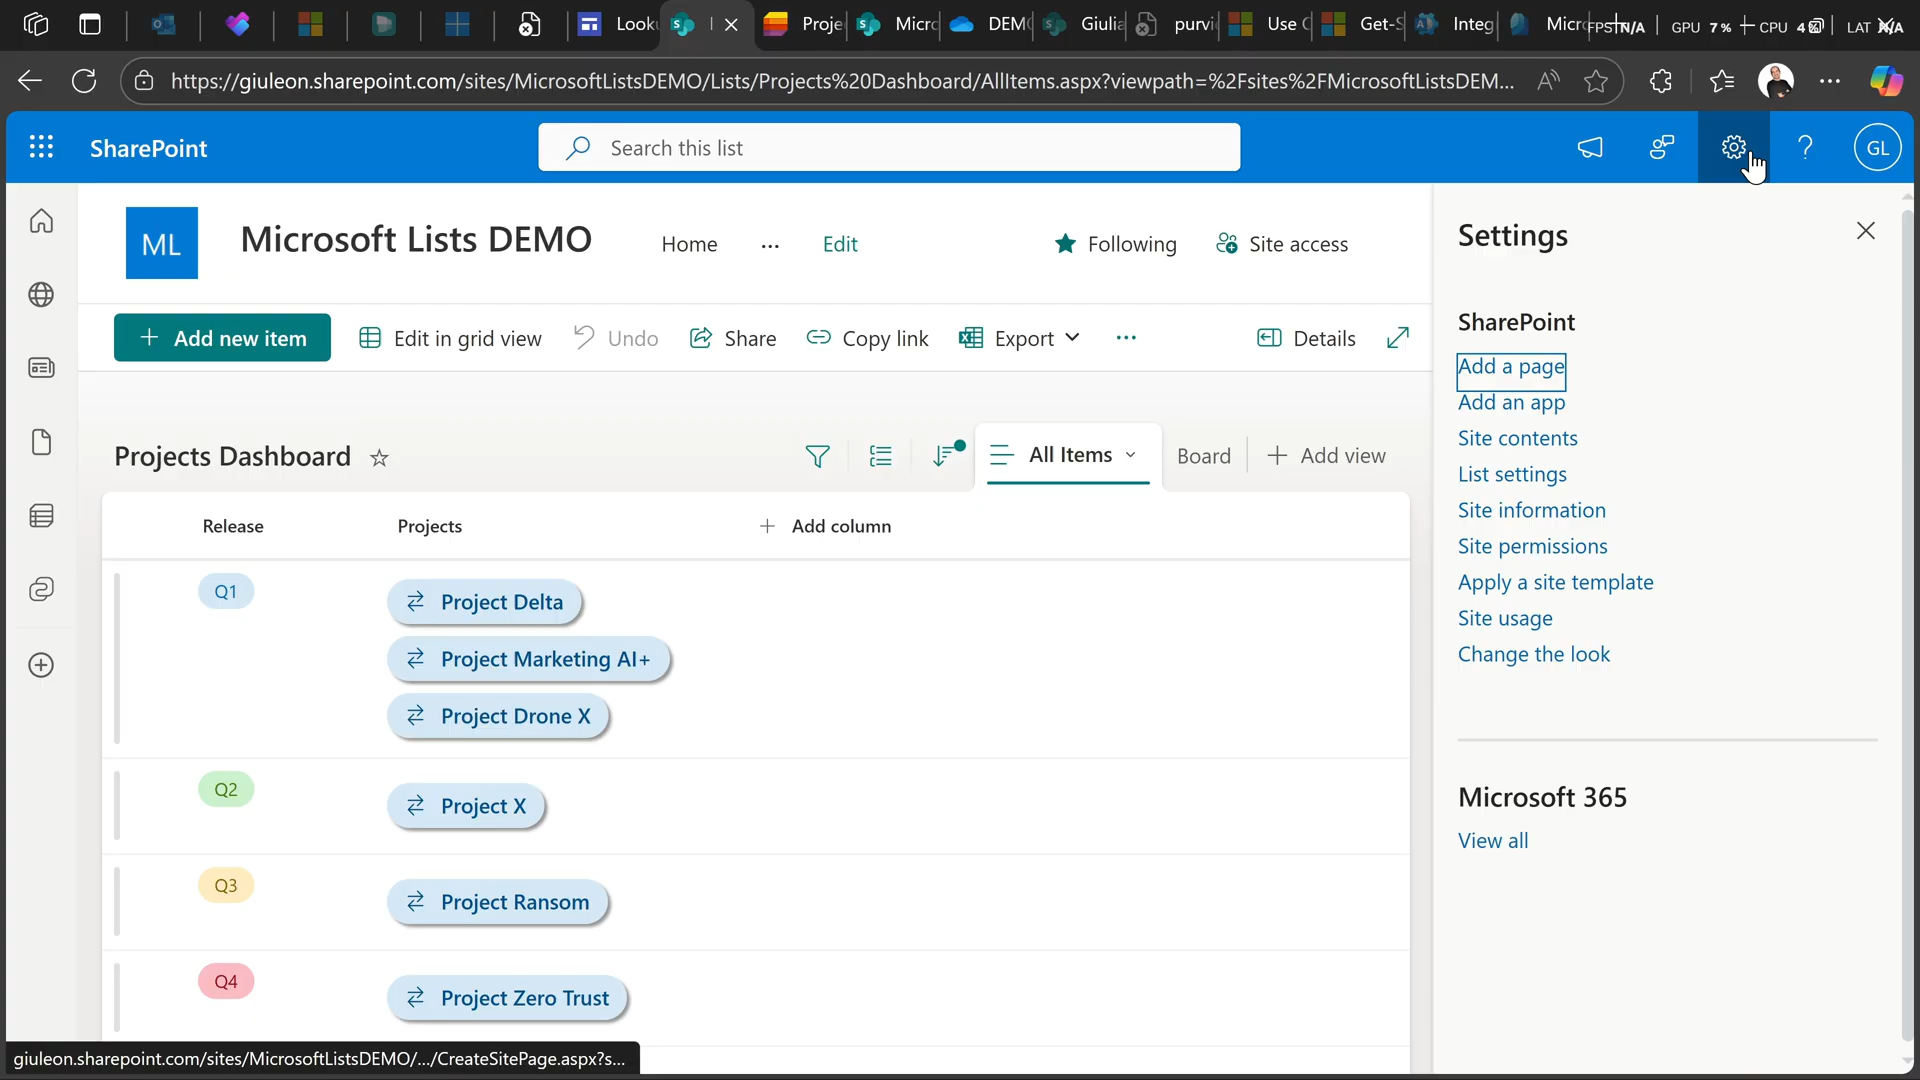 Looku
Proje
Micro
DEMO
Giulia
purvie
Use C
Get-S
Integ
Micro
FPS N/A
GPU 7 %
CPU 4%
LAT N/A
https://giuleon.sharepoint.com/sites/MicrosoftListsDEMO/Lists/Projects%20Dashboard/AllItems.aspx?viewpath=%2Fsites%2FMicrosoftListsDEM...
SharePoint
Search this list
GL
ML
Microsoft Lists DEMO
Home
...
Edit
Following
Site access
Settings
SharePoint
Add a page
Add an app
Site contents
List settings
Site information
Site permissions
Apply a site template
Site usage
Change the look
Microsoft 365
View all
Add new item
Edit in grid view
Undo
Share
Copy link
Export
...
Details
Projects Dashboard
All Items
Board
Add view
Release
Projects
Add column
Q1
Project Delta
Project Marketing AI+
Project Drone X
Q2
Project X
Q3
Project Ransom
Q4
Project Zero Trust
giuleon.sharepoint.com/sites/MicrosoftListsDEMO/.../CreateSitePage.aspx?s...